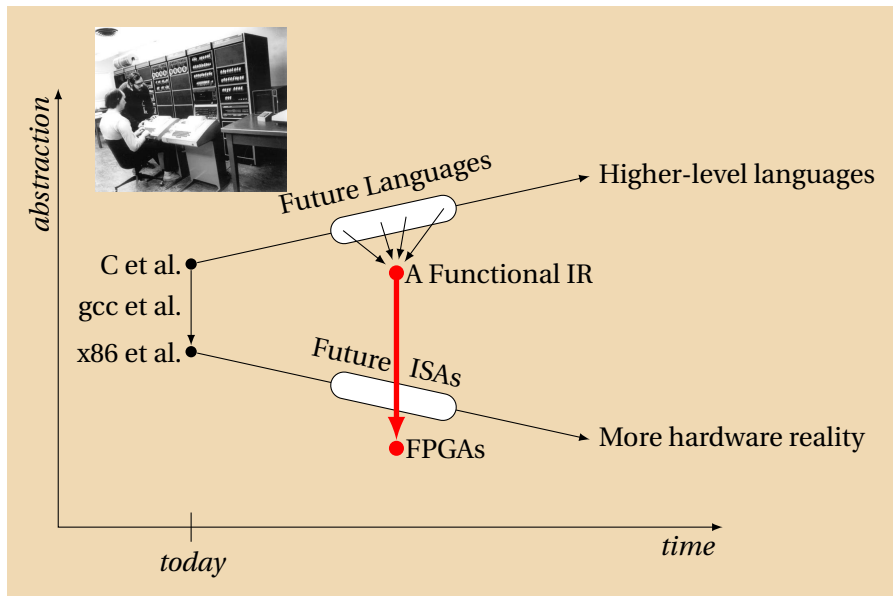 abstraction
Future Languages
Higher-level languages
C et al.
A Functional IR
gcc et al.
x86 et al.
Future ISAs
More hardware reality
FPGAs
time
today